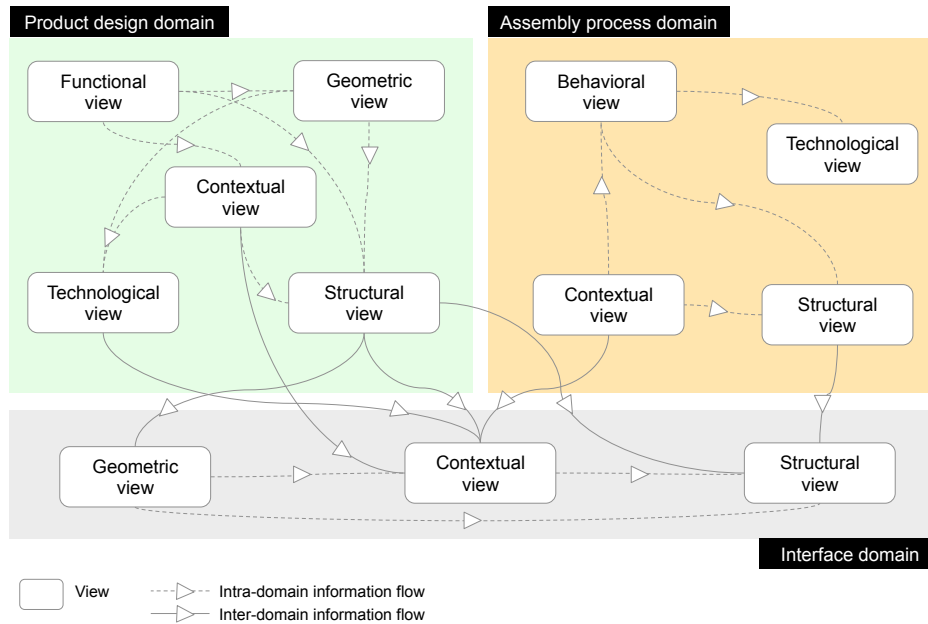 Product design domain
Assembly process domain
Functional
view
Geometric
view
Behavioral
view
Technological
view
Contextual
view
Technological
view
Structural
view
Contextual
view
Structural
view
Geometric
view
Contextual
view
Structural
view
Interface domain
View
Intra-domain information flow
Inter-domain information flow